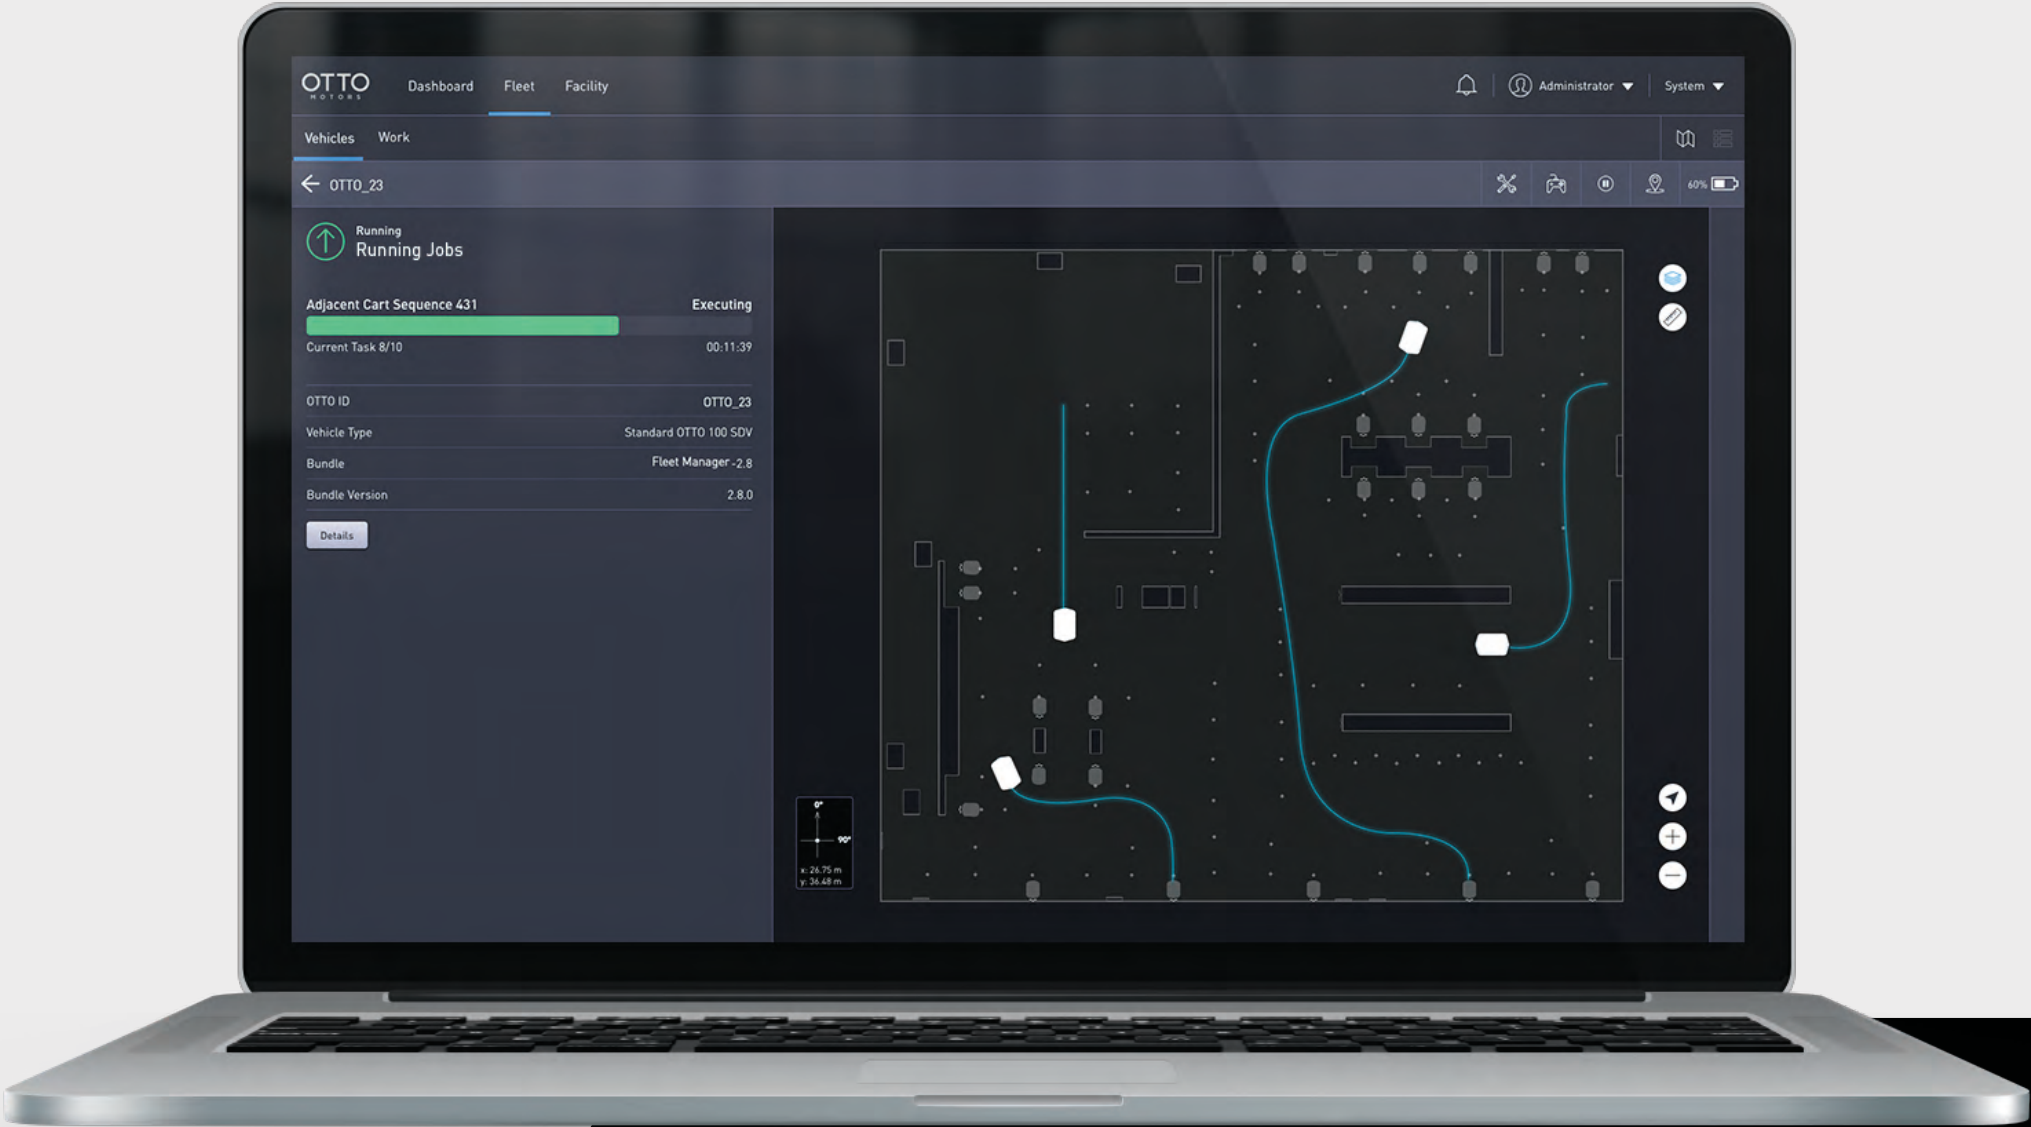 OTTO
MOTORS
Dashboard Fleet Facility
Administrator System
Vehicles Work
OTTO_23
60%
Running
Running Jobs
Adjacent Cart Sequence 431 Executing
Current Task 8/10 00:11:39
OTTO ID OTTO_23
Vehicle Type Standard OTTO 100 SDV
Bundle Fleet Manager -2.8
Bundle Version 2.8.0
Details
0°
90°
x: 26.75 m
y: 36.48 m